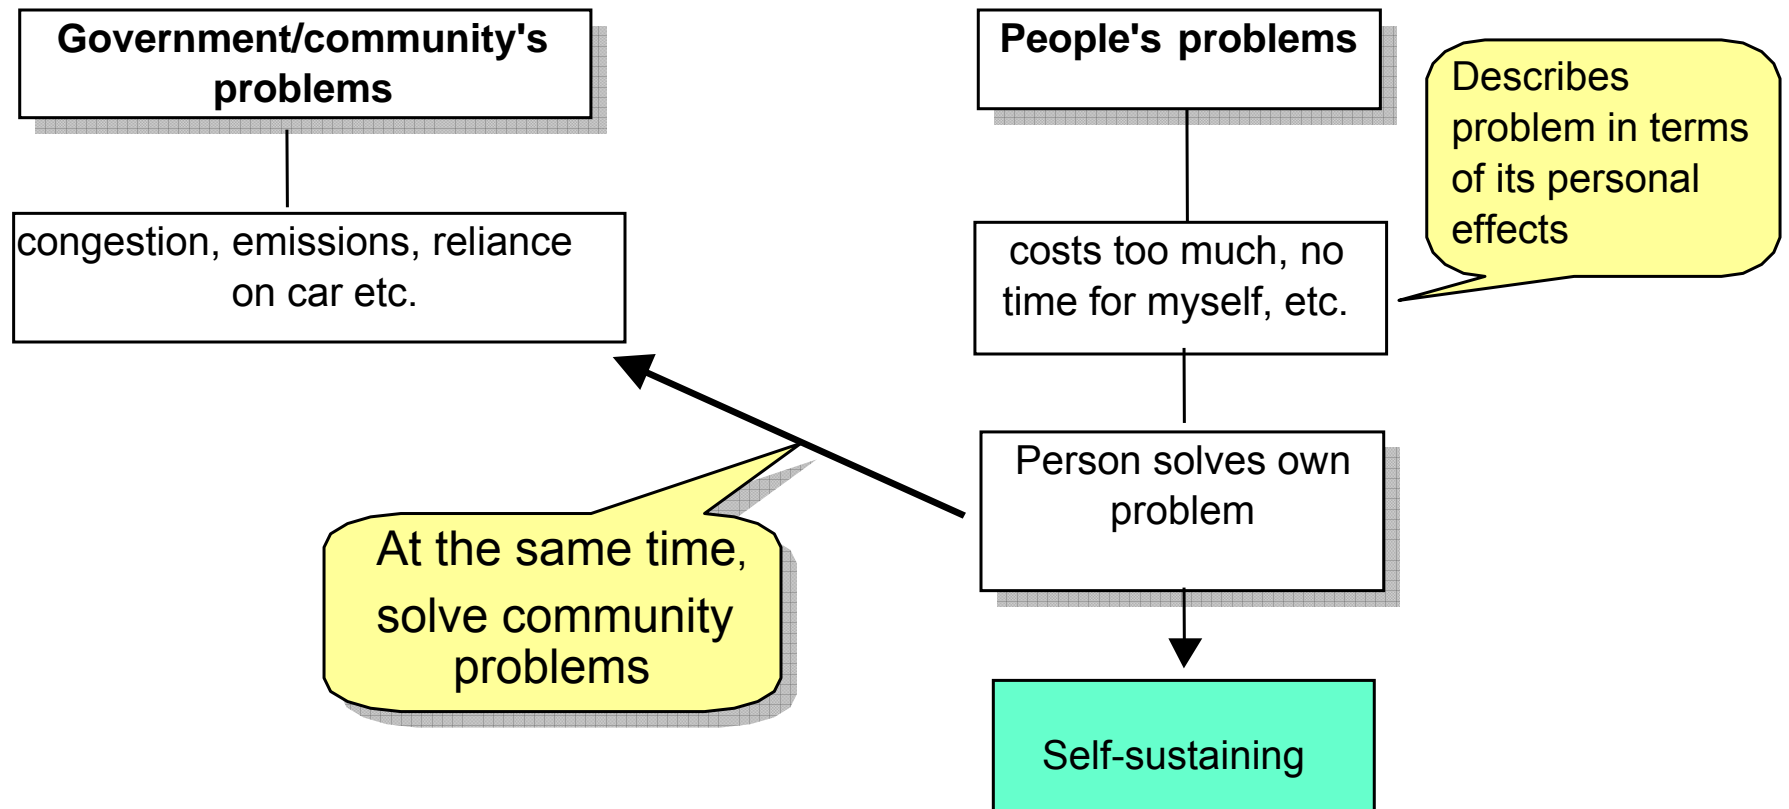 Government/community's
problems
congestion, emissions, reliance
on car etc.
People's problems
Describes
problem in terms
of its personal
effects
costs too much, no
time for myself, etc.
Person solves own
problem
At the same time,
solve community
problems
Self-sustaining